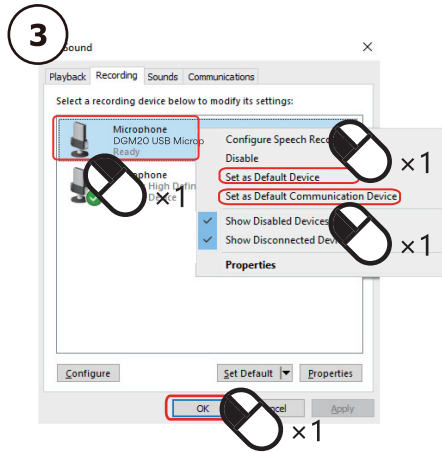 3
Sound
Playback Recording Sounds Communications
Select a recording device below to modify its settings:
Microphone
DGM20 USB Microp
Ready
Configure Speech Reco
×1
Disable
Set as Default Device
×1
Set as Default Communication Device
Show Disabled Devices
×1
Show Disconnected Devi
Properties
Configure Set Default Properties
OK Apply
×1